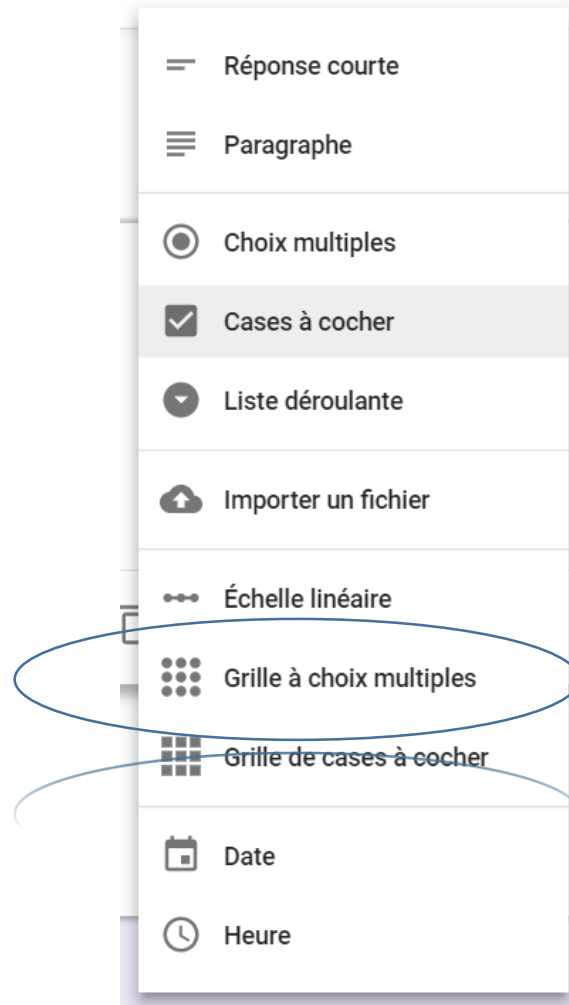 Réponse courte
Paragraphe
Choix multiples
Cases à cocher
Liste déroulante
Importer un fichier
Échelle linéaire
Grille à choix multiples
Grille de cases à cocher
Date
Heure